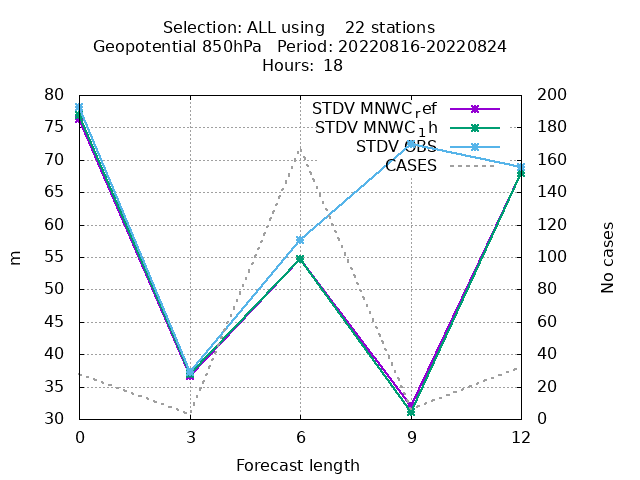 Selection: ALL using    22 stations
Geopotential 850hPa   Period: 20220816-20220824
Hours: 18
STDV MNWC_ref
STDV MNWC_1h
STDV OBS
CASES
80
75
70
65
60
55
50
45
40
35
30
200
180
160
140
120
100
80
60
40
20
0
m
No cases
0 3 6 9 12
Forecast length